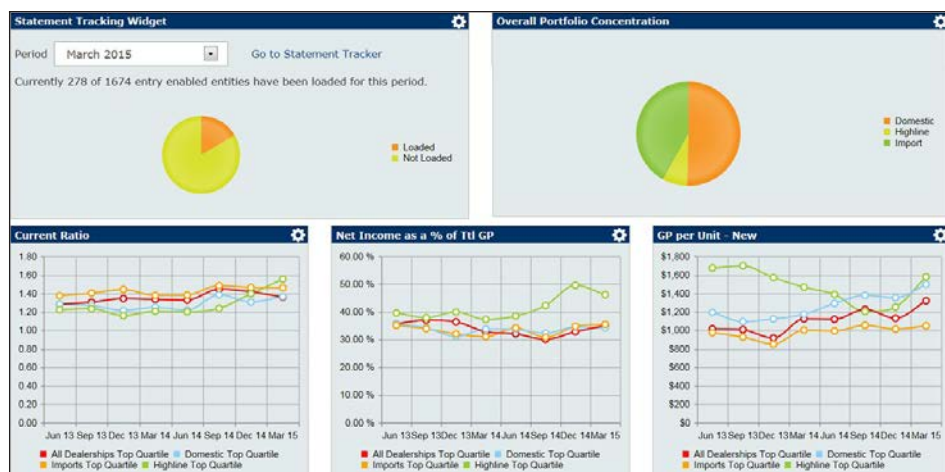 Statement Tracking Widget
Period March 2015 Go to Statement Tracker
Currently 278 of 1674 entry enabled entities have been loaded for this period.
Loaded
Not Loaded
Overall Portfolio Concentration
Domestic
Highline
Import
Current Ratio
1.80
1.60
1.40
1.20
1.00
0.80
0.60
0.40
0.20
0.00
Jun 13 Sep 13 Dec 13 Mar 14 Jun 14 Sep 14 Dec 14 Mar 15
All Dealerships Top Quartile Domestic Top Quartile
Imports Top Quartile Highline Top Quartile
Net Income as a % of Ttl GP
60.00 %
50.00 %
40.00 %
30.00 %
20.00 %
10.00 %
0.00 %
Jun 13 Sep 13 Dec 13 Mar 14 Jun 14 Sep 14 Dec 14 Mar 15
All Dealerships Top Quartile Domestic Top Quartile
Imports Top Quartile Highline Top Quartile
GP per Unit - New
$1,800
$1,600
$1,400
$1,200
$1,000
$800
$600
$400
$200
$0
Jun 13 Sep 13 Dec 13 Mar 14 Jun 14 Sep 14 Dec 14 Mar 15
All Dealerships Top Quartile Domestic Top Quartile
Imports Top Quartile Highline Top Quartile